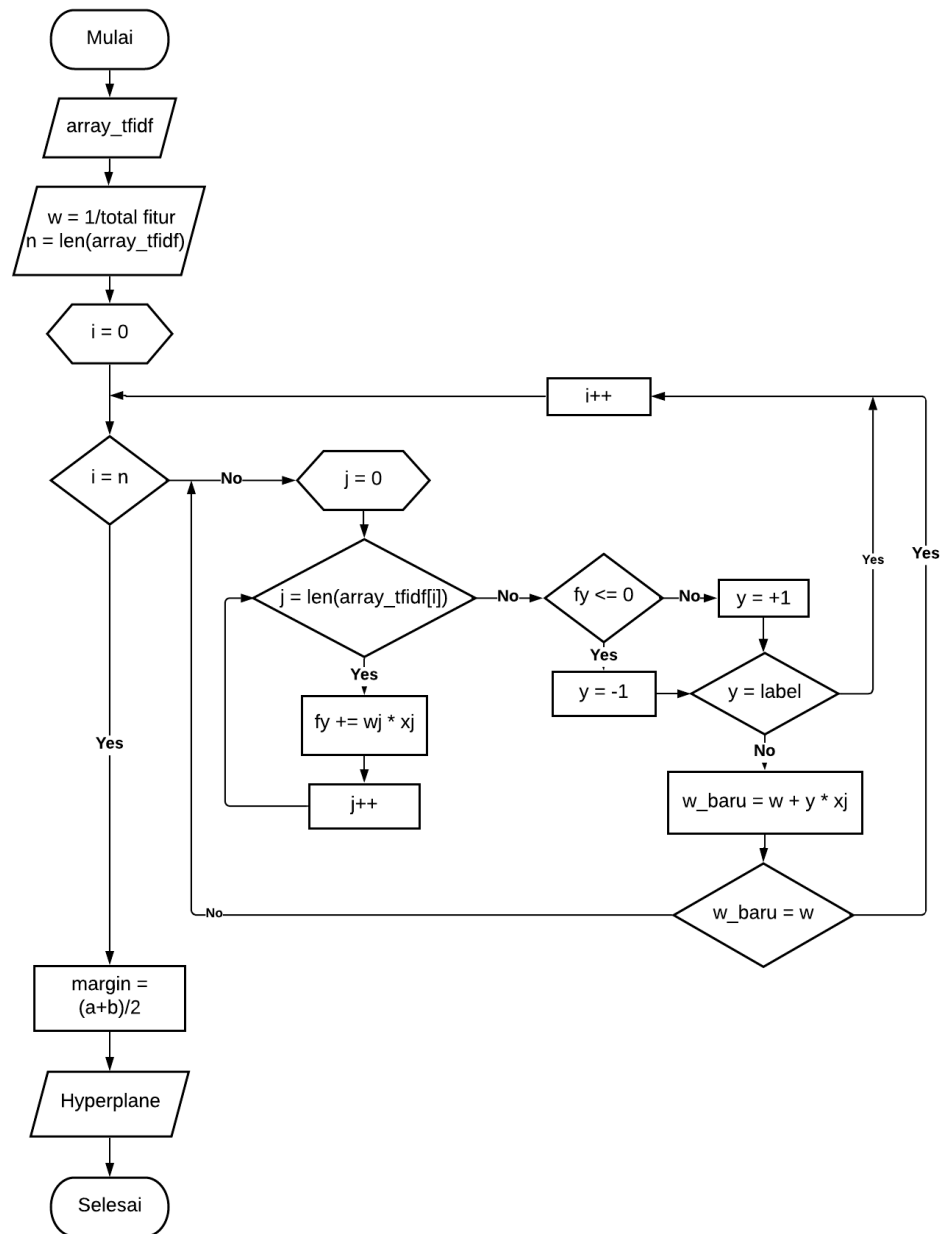 Mulai
array_tfidf
w = 1/total fitur
n = len(array_tfidf)
i = 0
i++
i = n
No
j = 0
j = len(array_tfidf[i])
No
fy <= 0
No
y = +1
Yes
Yes
Yes
fy += wj * xj
j++
Yes
y = -1
y = label
No
w_baru = w + y * xj
w_baru = w
No
Yes
margin =
(a+b)/2
Hyperplane
Selesai